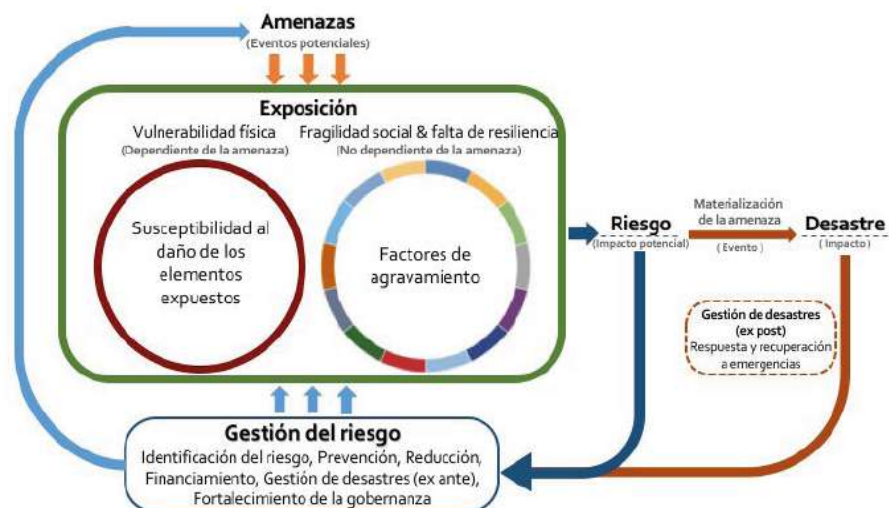 Amenazas
(Eventos potenciales)
Exposición
Vulnerabilidad física
(Dependiente de la amenaza)
Fragilidad social & falta de resiliencia
(No dependiente de la amenaza)
Susceptibilidad al
daño de los
elementos
expuestos
Factores de
agravamiento
Riesgo
(Impacto potencial)
Materialización
de la amenaza
(Evento)
Desastre
(Impacto)
Gestión de desastres
(ex post)
Respuesta y recuperación
a emergencias
Gestión del riesgo
Identificación del riesgo, Prevención, Reducción,
Financiamiento, Gestión de desastres (ex ante),
Fortalecimiento de la gobernanza